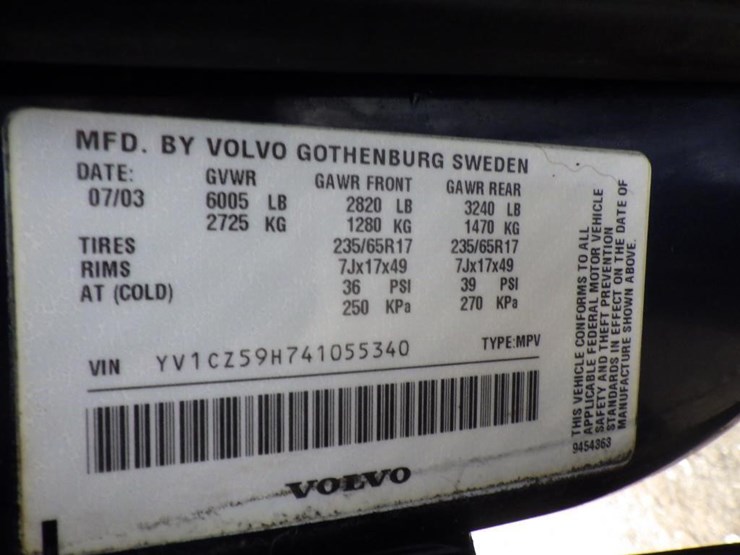 MFD. BY VOLVO GOTHENBURG SWEDEN
DATE: GVWR GAWR FRONT GAWR REAR
07/03 6005 LB 2820 LB 3240 LB
2725 KG 1280 KG 1470 KG
TIRES 235/65R17 235/65R17
RIMS 7Jx17x49 7Jx17x49
AT (COLD) 36 PSI 39 PSI
250 KPa 270 KPa
VIN YV1CZ59H741055340 TYPE:MPV
VOLVO
THIS VEHICLE CONFORMS TO ALL
APPLICABLE FEDERAL MOTOR VEHICLE
SAFETY AND THEFT PREVENTION
STANDARDS IN EFFECT ON THE DATE OF
MANUFACTURE SHOWN ABOVE.
9454363